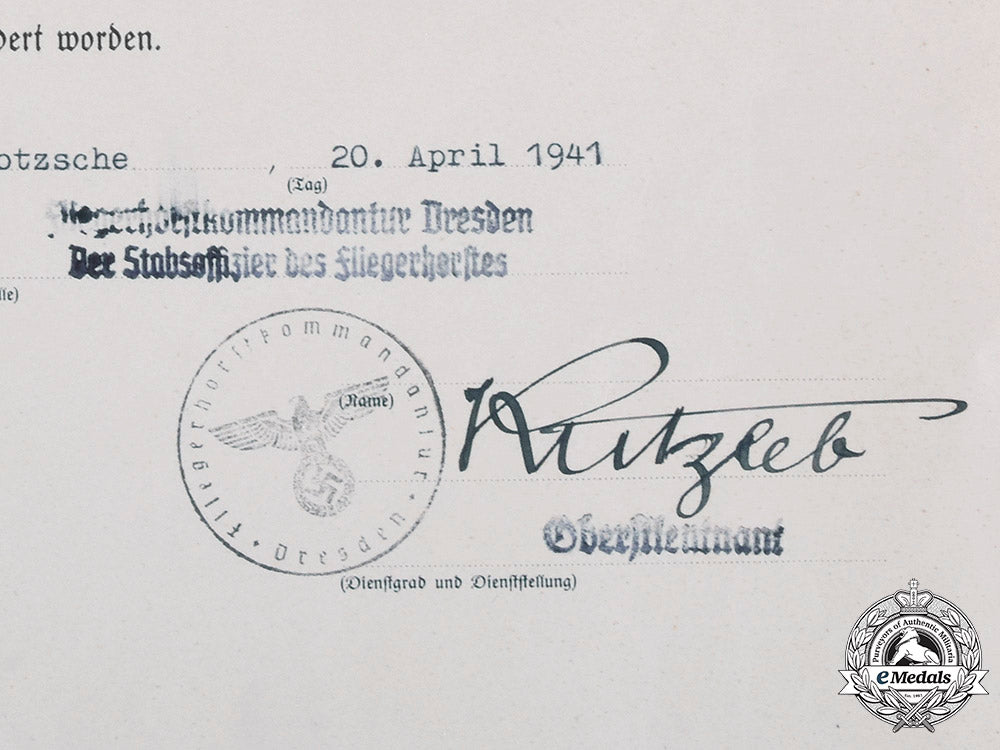 dert worden.
otzsche , 20. April 1941
(Tag)
Fliegerhorstkommandantur Dresden
Der Stabsoffizier des Fliegerhorstes
lle)
Fliegerhorstkommandantur
Dresden
(Name)
Oberstleutnant
(Dienstgrad und Dienststellung)
Purveyors of Authentic Militaria
eMedals